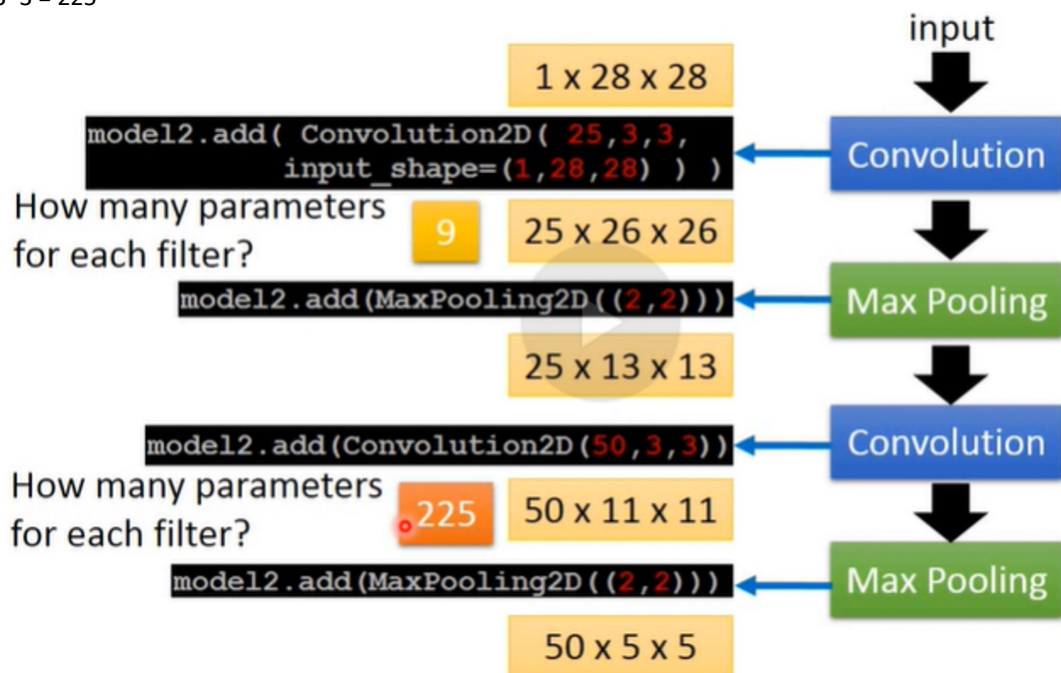 input
1 x 28 x 28
model2.add( Convolution2D( 25,3,3,
input_shape=(1,28,28) ) )
Convolution
How many parameters
for each filter?
9
25 x 26 x 26
model2.add(MaxPooling2D((2,2)))
Max Pooling
25 x 13 x 13
model2.add(Convolution2D(50,3,3))
Convolution
How many parameters
for each filter?
225
50 x 11 x 11
model2.add(MaxPooling2D((2,2)))
Max Pooling
50 x 5 x 5